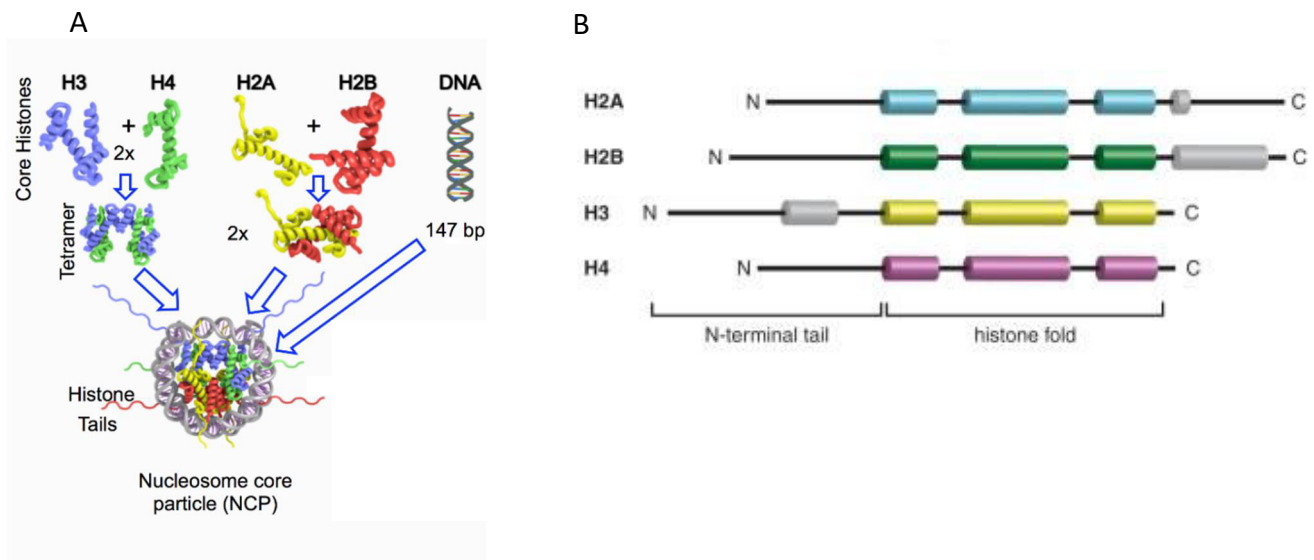 A
B
H3
H4
H2A
H2B
DNA
Core Histones
+
+
2x
Tetramer
2x
147 bp
Histone
Tails
Nucleosome core
particle (NCP)
H2A
N
C
H2B
N
C
H3
N
C
H4
N
C
N-terminal tail
histone fold